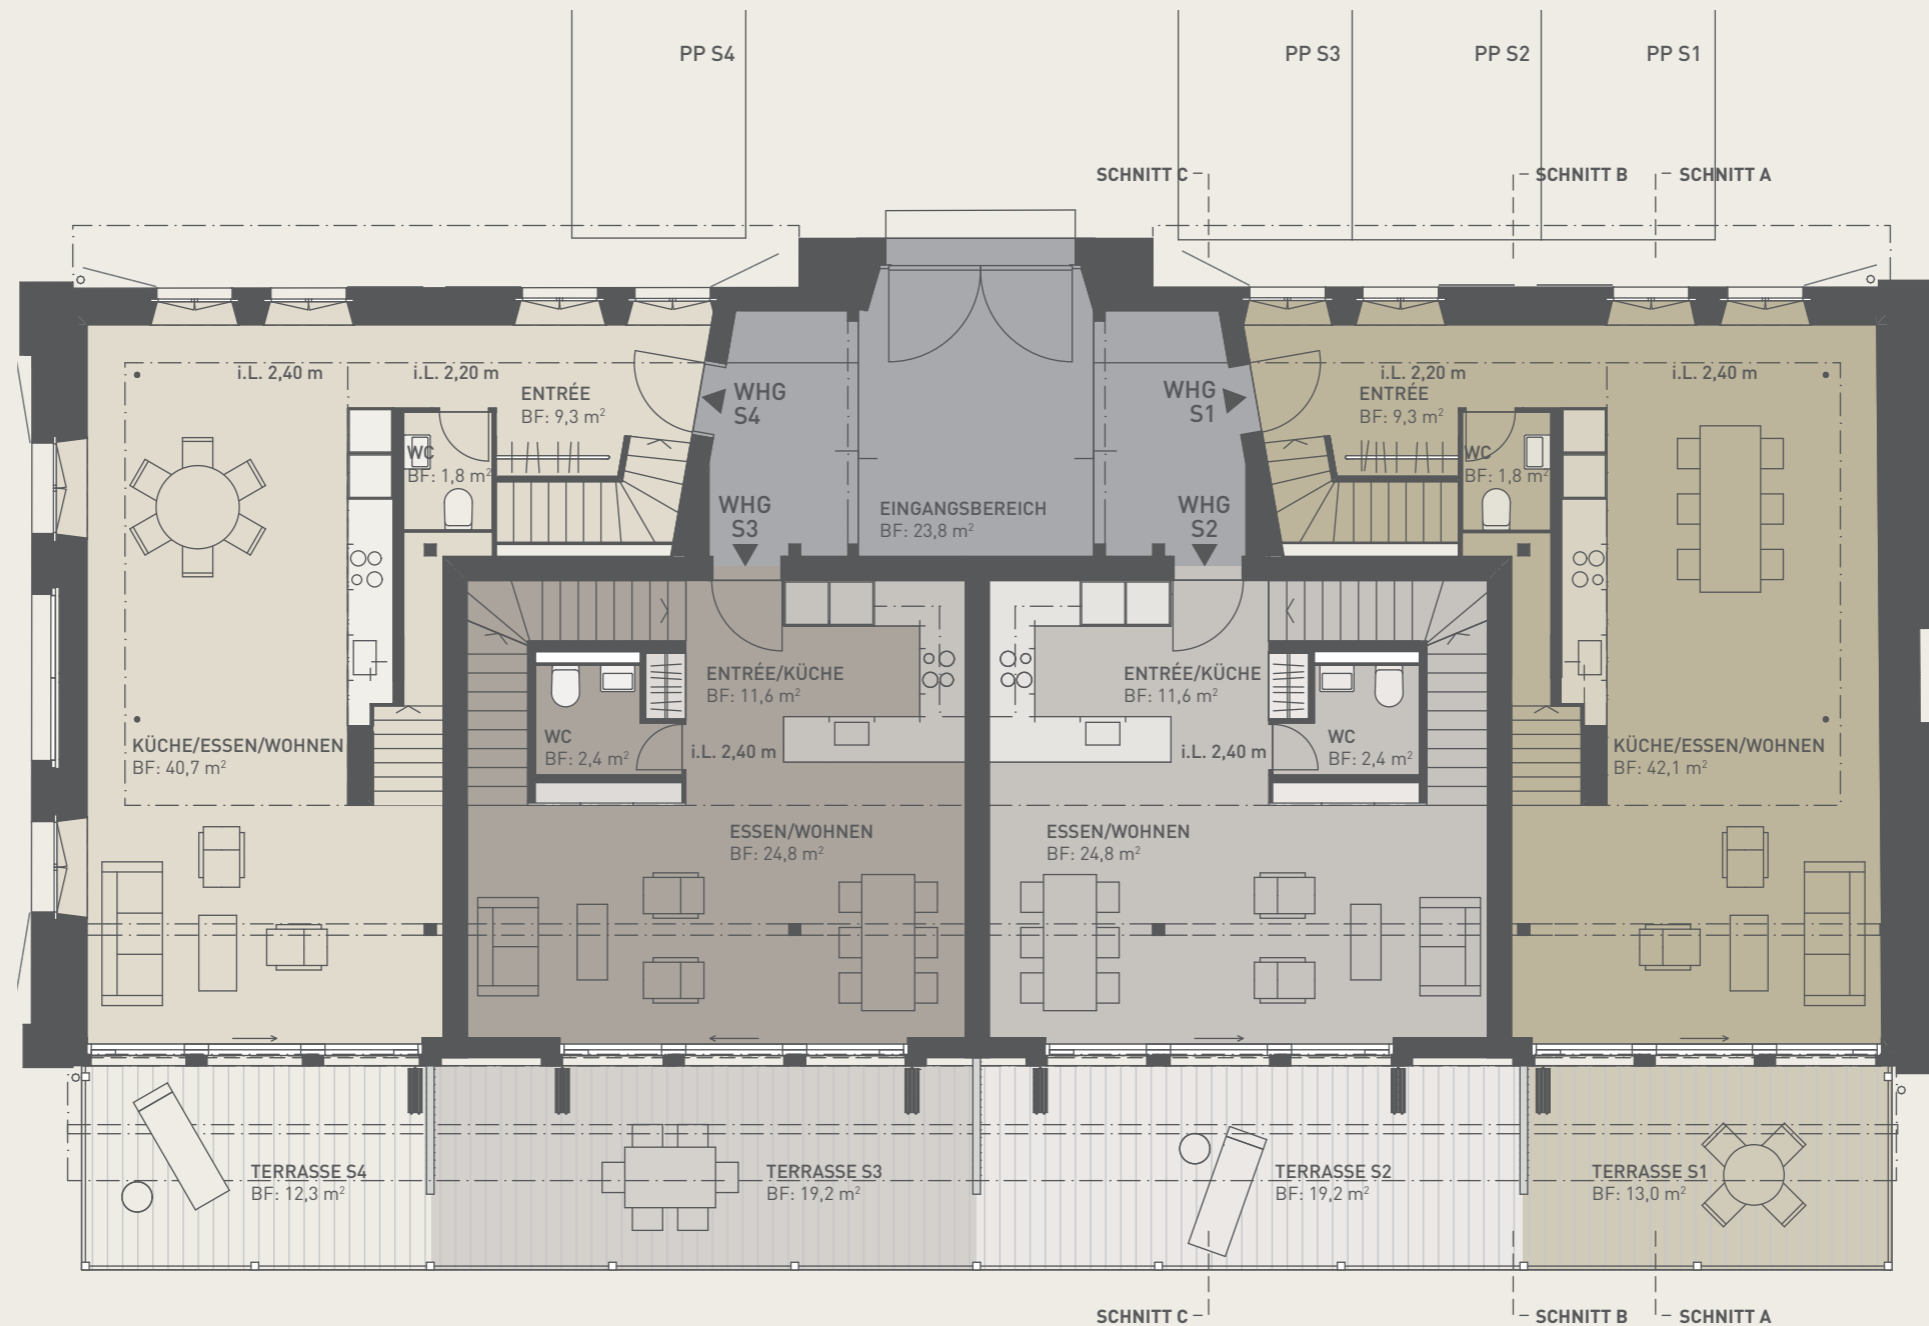 PP S4
PP S3
PP S2
PP S1
SCHNITT C
SCHNITT B
SCHNITT A
i.L. 2,40 m
i.L. 2,20 m
ENTRÉE
BF: 9,3 m²
WHG
S4
WHG
S1
i.L. 2,20 m
ENTRÉE
BF: 9,3 m²
i.L. 2,40 m
WC
BF: 1,8 m²
WHG
S3
EINGANGSBEREICH
BF: 23,8 m²
WHG
S2
WC
BF: 1,8 m²
ENTRÉE/KÜCHE
BF: 11,6 m²
ENTRÉE/KÜCHE
BF: 11,6 m²
KÜCHE/ESSEN/WOHNEN
BF: 40,7 m²
WC
BF: 2,4 m²
i.L. 2,40 m
i.L. 2,40 m
WC
BF: 2,4 m²
KÜCHE/ESSEN/WOHNEN
BF: 42,1 m²
ESSEN/WOHNEN
BF: 24,8 m²
ESSEN/WOHNEN
BF: 24,8 m²
TERRASSE S4
BF: 12,3 m²
TERRASSE S3
BF: 19,2 m²
TERRASSE S2
BF: 19,2 m²
TERRASSE S1
BF: 13,0 m²
SCHNITT C
SCHNITT B
SCHNITT A